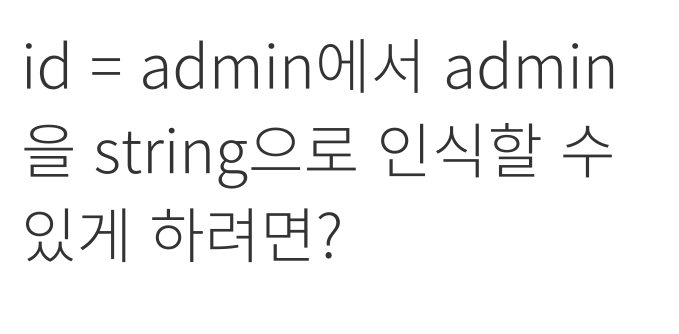 id = admin에서 admin
을 string으로 인식할 수
있게 하려면?